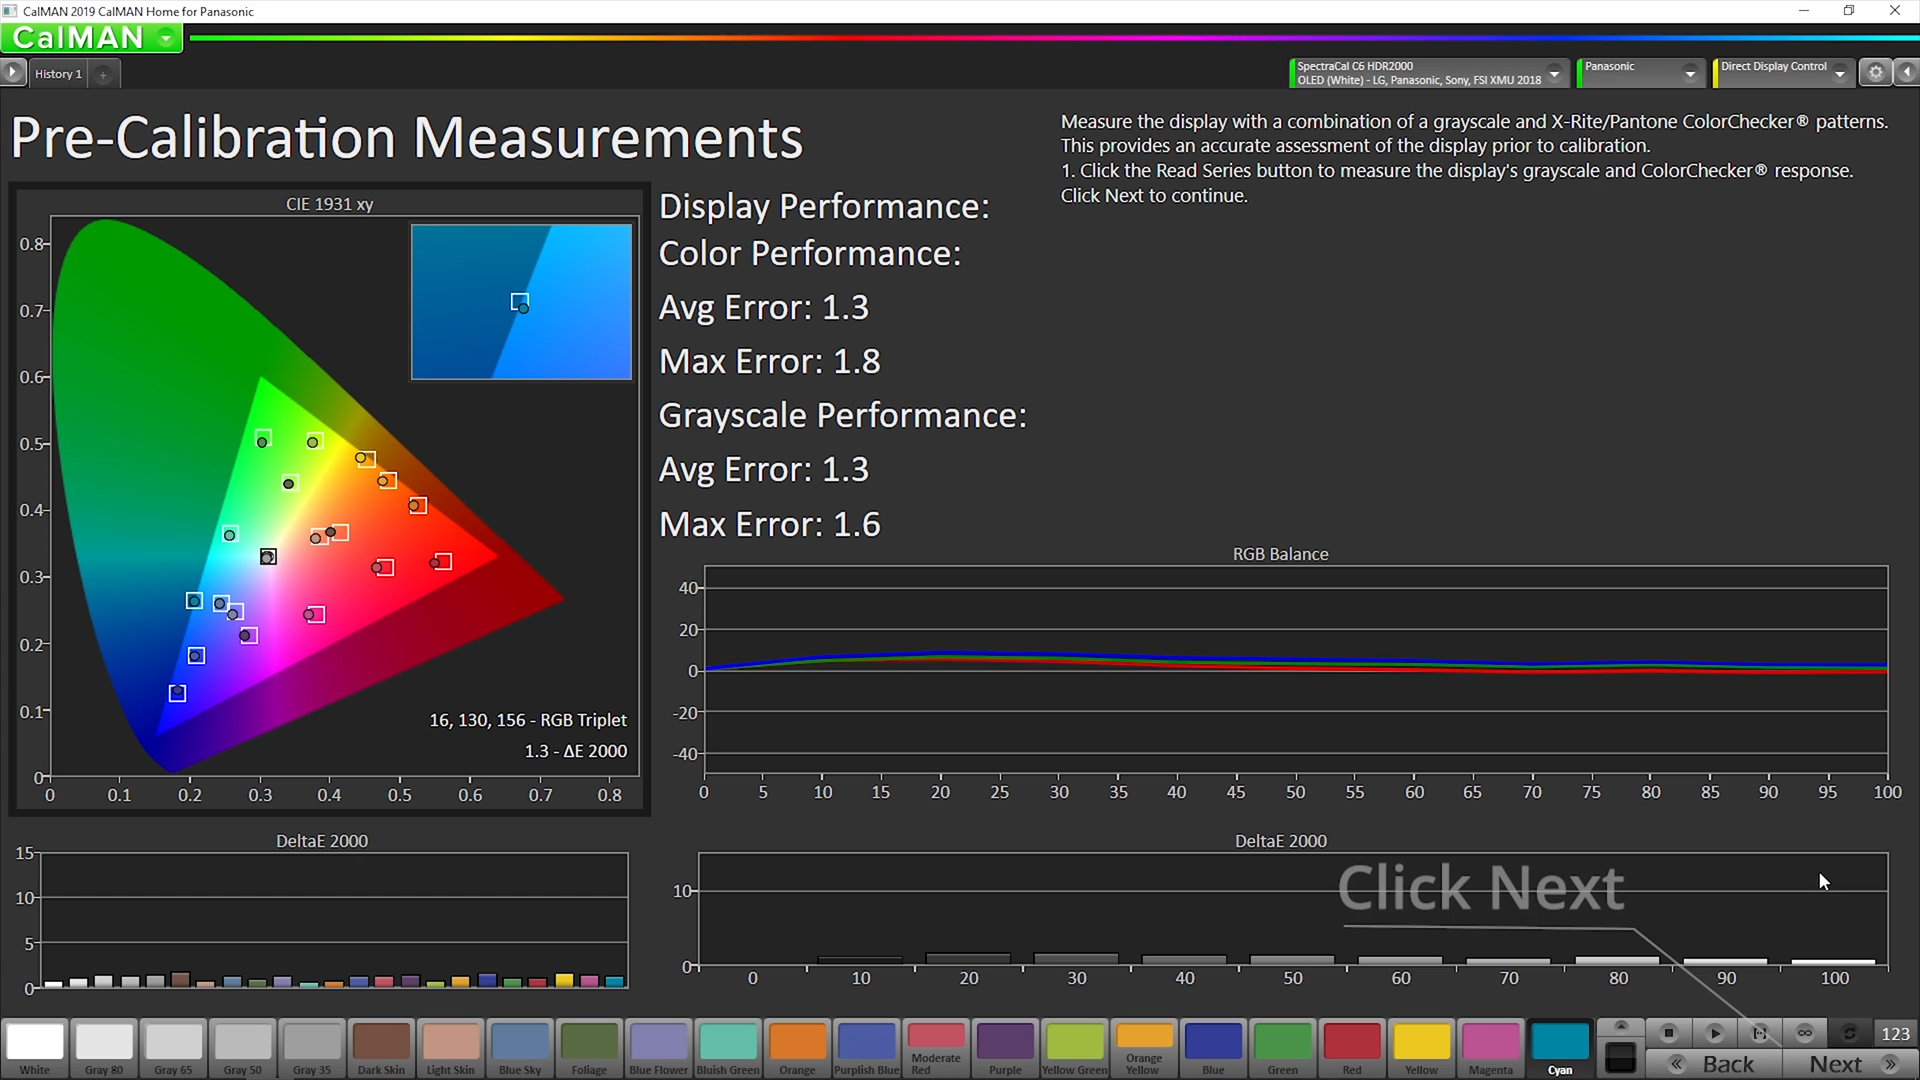 CalMAN 2019 CalMAN Home for Panasonic
CalMAN
History 1
SpectraCal C6 HDR2000
OLED (White) - LG, Panasonic, Sony, FSI XMU 2018
Panasonic
Direct Display Control
Pre-Calibration Measurements
Measure the display with a combination of a grayscale and X-Rite/Pantone ColorChecker® patterns.
This provides an accurate assessment of the display prior to calibration.
1. Click the Read Series button to measure the display's grayscale and ColorChecker® response.
Click Next to continue.
CIE 1931 xy
0.8
0.7
0.6
0.5
0.4
0.3
0.2
0.1
0
0 0.1 0.2 0.3 0.4 0.5 0.6 0.7 0.8
16, 130, 156 - RGB Triplet
1.3 - ΔE 2000
Display Performance:
Color Performance:
Avg Error: 1.3
Max Error: 1.8
Grayscale Performance:
Avg Error: 1.3
Max Error: 1.6
RGB Balance
40
20
0
-20
-40
0 5 10 15 20 25 30 35 40 45 50 55 60 65 70 75 80 85 90 95 100
DeltaE 2000
15
10
5
0
DeltaE 2000
10
0
0 10 20 30 40 50 60 70 80 90 100
Click Next
White
Gray 80
Gray 65
Gray 50
Gray 35
Dark Skin
Light Skin
Blue Sky
Foliage
Blue Flower
Bluish Green
Orange
Purplish Blue
Moderate
Red
Purple
Yellow Green
Orange
Yellow
Blue
Green
Red
Yellow
Magenta
Cyan
123
Back
Next